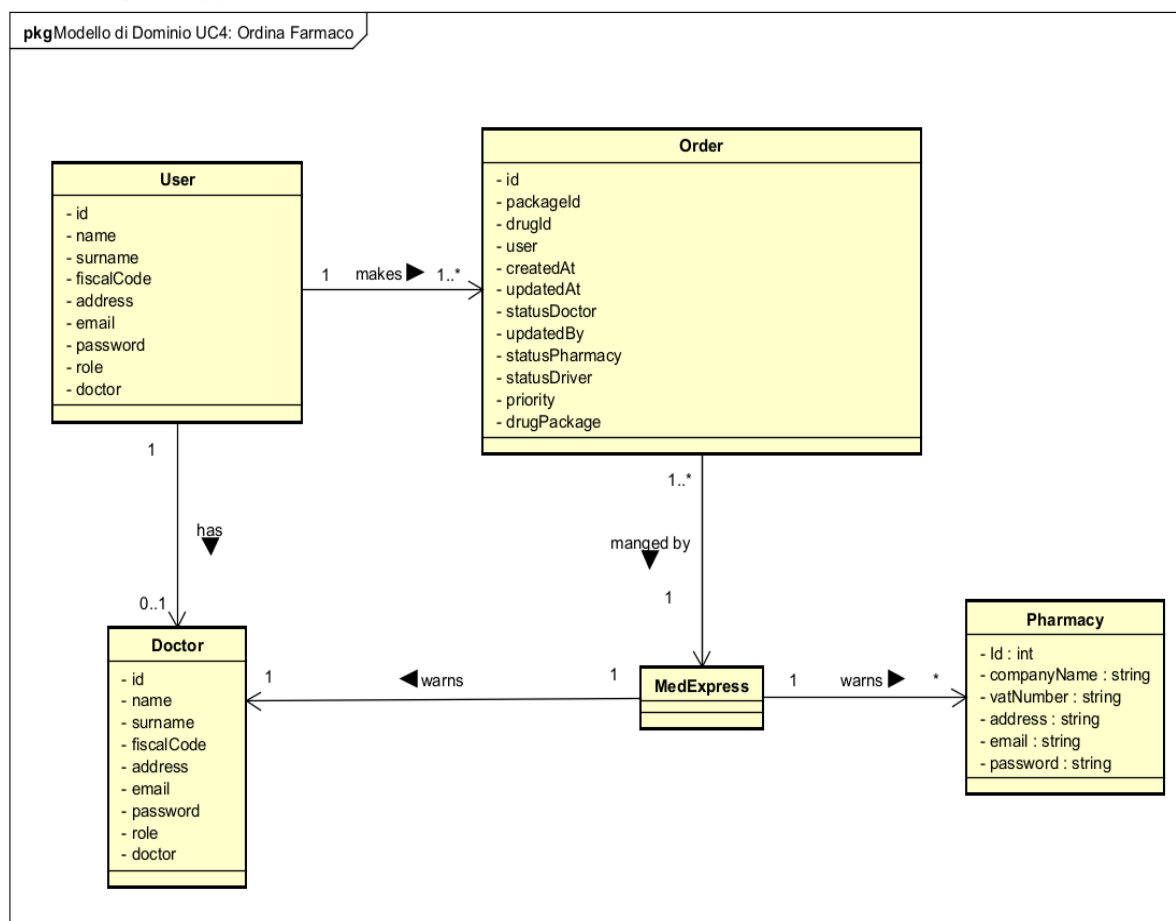 pkg Modello di Dominio UC4: Ordina Farmaco
User
- id
- name
- surname
- fiscalCode
- address
- email
- password
- role
- doctor
1
makes
1..*
Order
- id
- packageId
- drugId
- user
- createdAt
- updatedAt
- statusDoctor
- updatedBy
- statusPharmacy
- statusDriver
- priority
- drugPackage
1
has
0..1
1..*
manged by
1
Doctor
- id
- name
- surname
- fiscalCode
- address
- email
- password
- role
- doctor
1
warns
1
MedExpress
1
warns
*
Pharmacy
- Id : int
- companyName : string
- vatNumber : string
- address : string
- email : string
- password : string